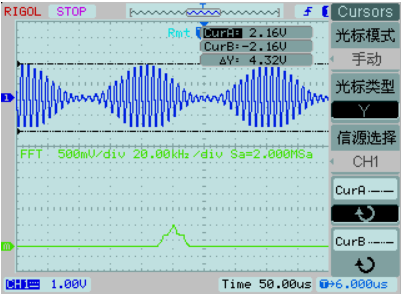 RIGOL STOP
Cursors
Rmt
CurA= 2.16V
CurB=-2.16V
ΔY= 4.32V
光标模式
手动
光标类型
Y
信源选择
CH1
CurA
CurB
FFT 500mV/div 20.00kHz/div Sa=2.000MSa
CH1 1.00V Time 50.00us +6.000us